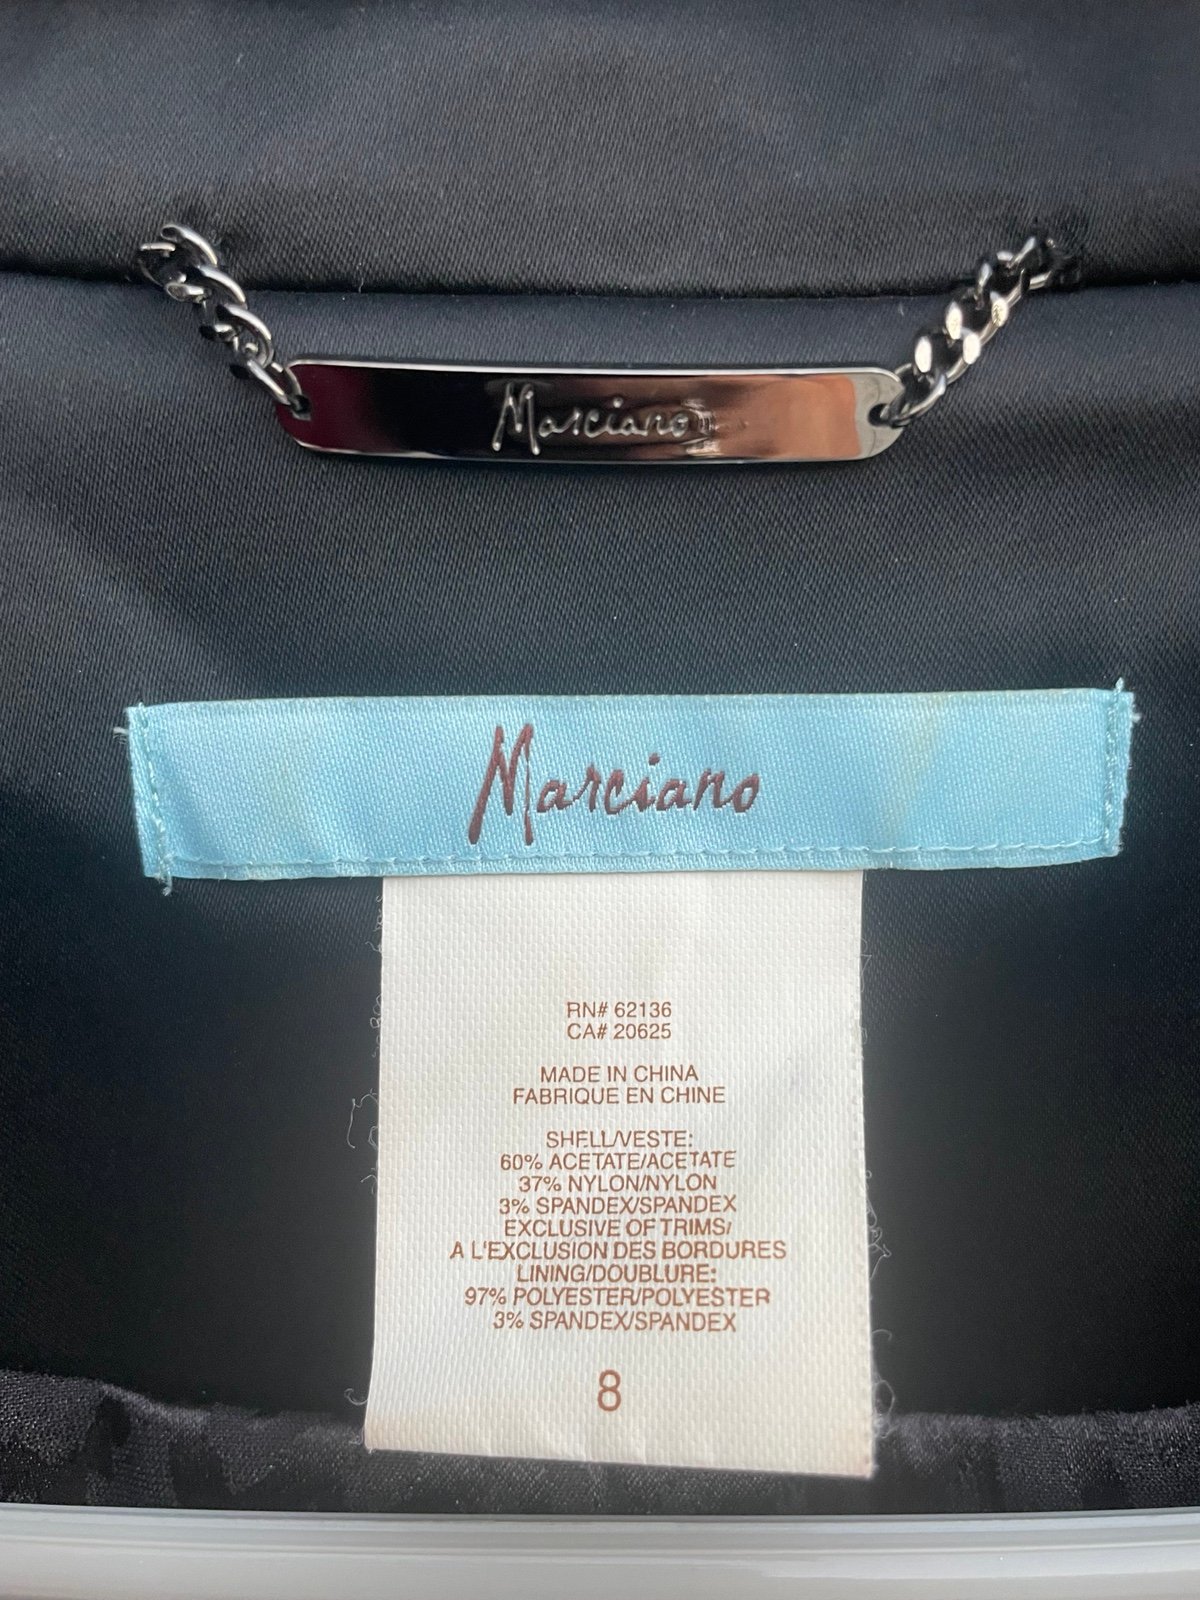 Marciano
Marciano
RN# 62136
CA# 20625
MADE IN CHINA
FABRIQUE EN CHINE
SHELL/VESTE:
60% ACETATE/ACETATE
37% NYLON/NYLON
3% SPANDEX/SPANDEX
EXCLUSIVE OF TRIMS/
A L'EXCLUSION DES BORDURES
LINING/DOUBLURE:
97% POLYESTER/POLYESTER
3% SPANDEX/SPANDEX
8